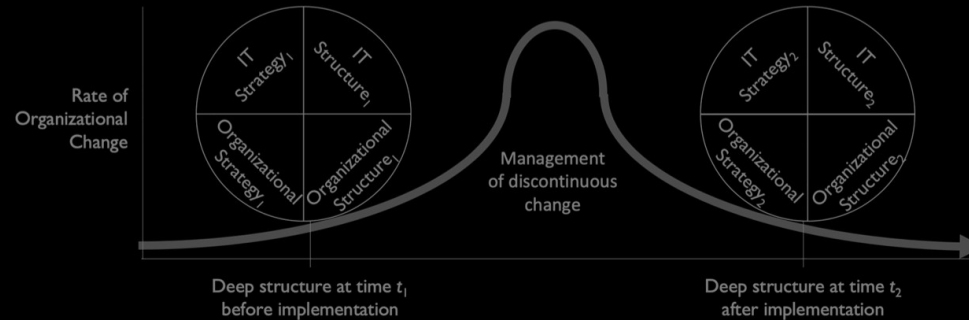 Rate of
Organizational
Change
IT
Strategy₁
IT
Structure₁
Organizational
Strategy₁
Organizational
Structure₁
Management
of discontinuous
change
IT
Strategy₂
IT
Structure₂
Organizational
Strategy₂
Organizational
Structure₂
Deep structure at time t₁
before implementation
Deep structure at time t₂
after implementation